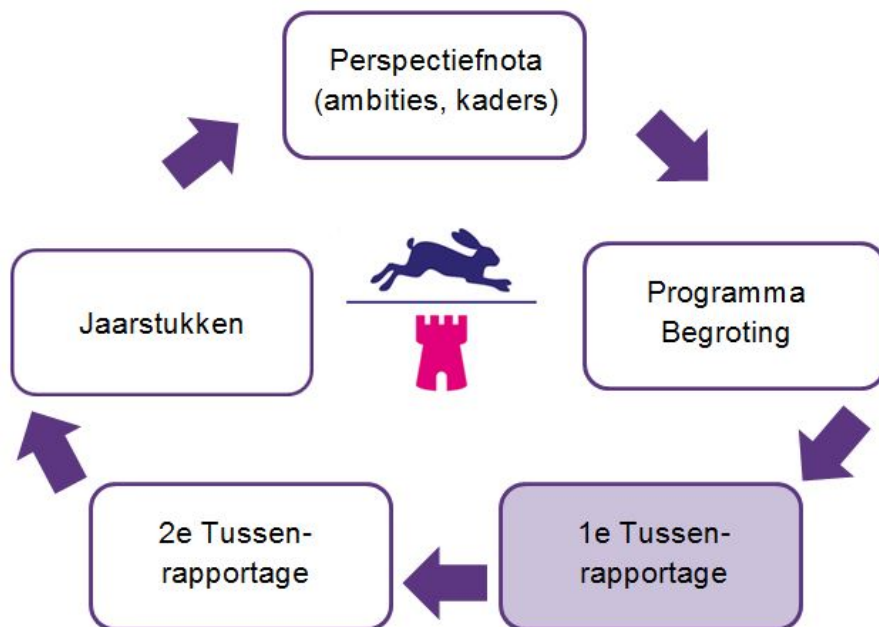 Perspectiefnota
(ambities, kaders)
Programma
Begroting
1e Tussen-
rapportage
2e Tussen-
rapportage
Jaarstukken